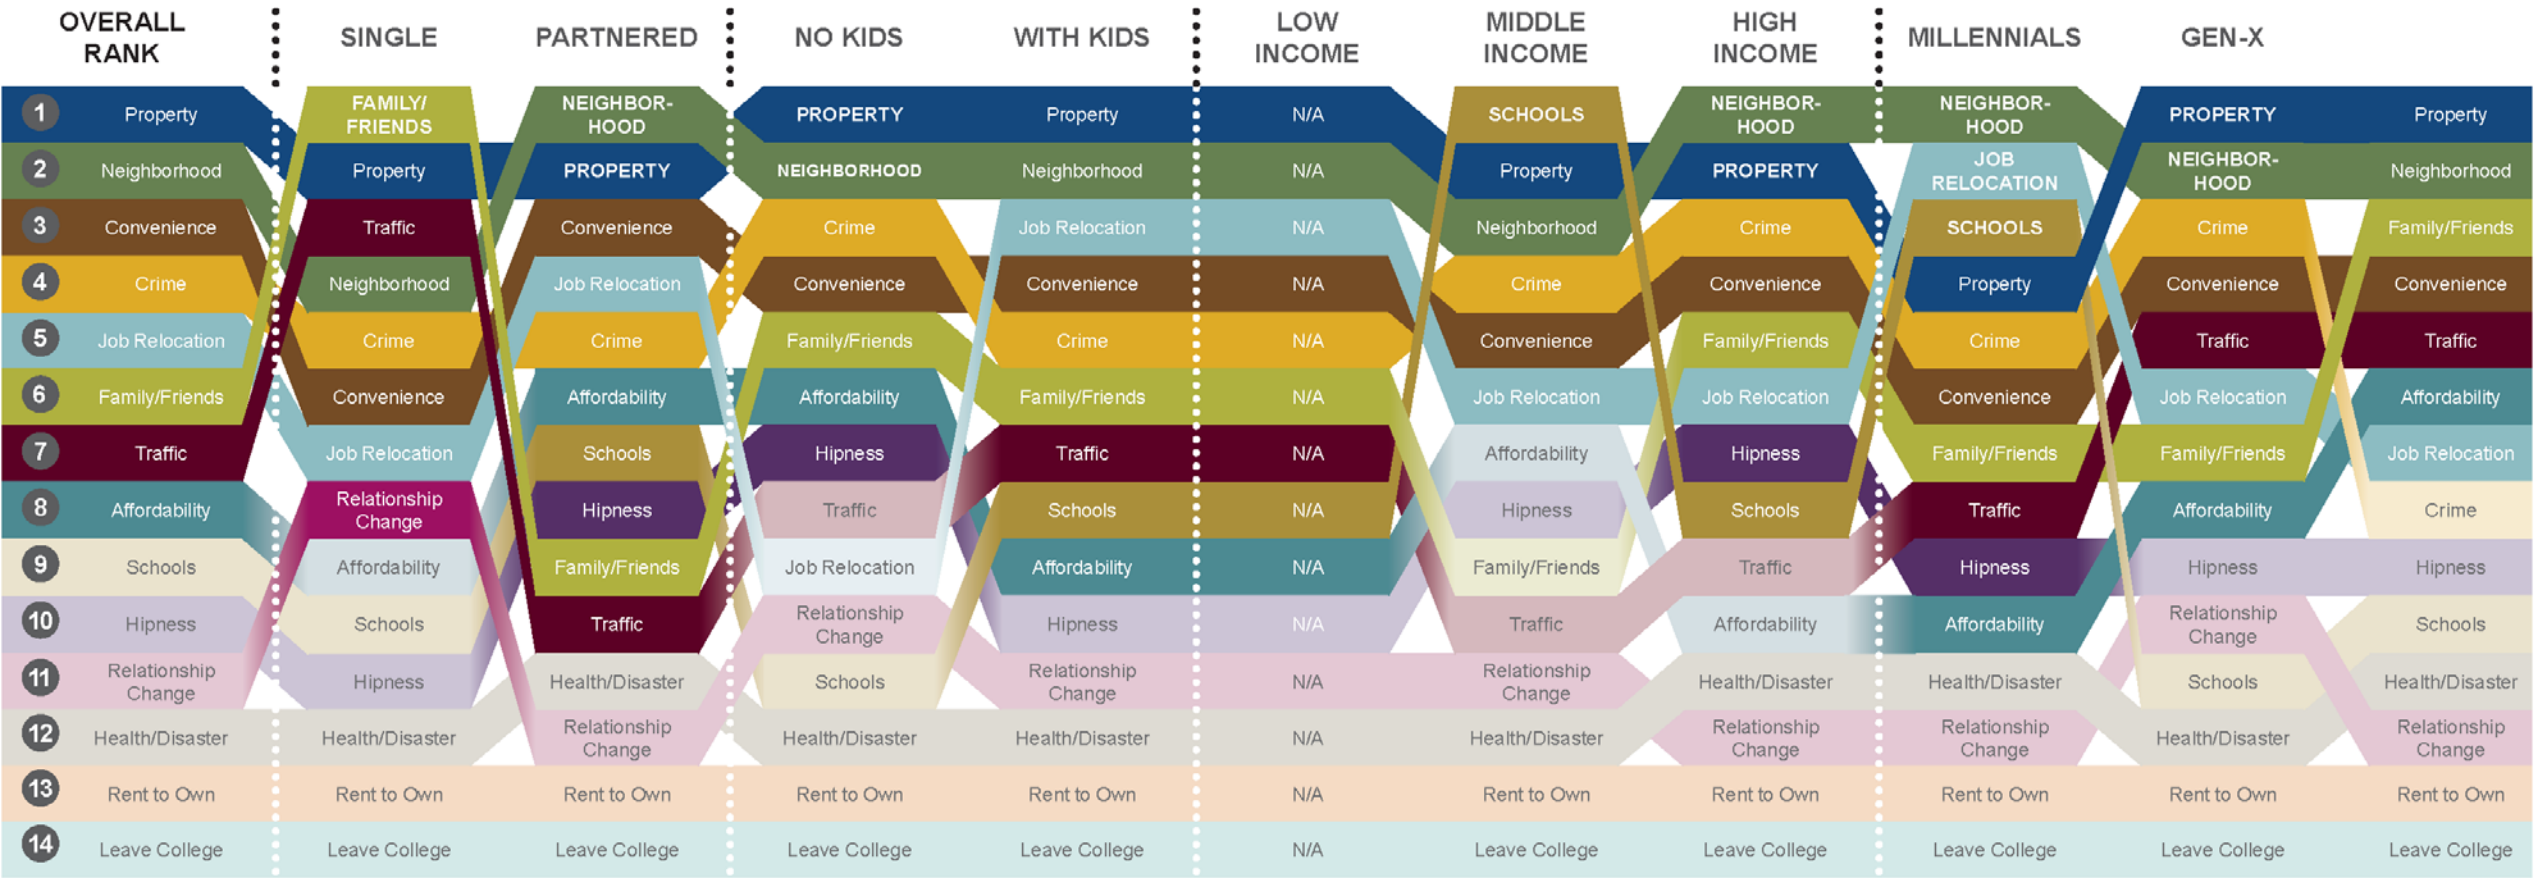 OVERALL
RANK
SINGLE
PARTNERED
NO KIDS
WITH KIDS
LOW
INCOME
MIDDLE
INCOME
HIGH
INCOME
MILLENNIALS
GEN-X
1
Property
FAMILY/
FRIENDS
NEIGHBOR-
HOOD
PROPERTY
Property
N/A
SCHOOLS
NEIGHBOR-
HOOD
NEIGHBOR-
HOOD
PROPERTY
Property
2
Neighborhood
Property
PROPERTY
NEIGHBORHOOD
Neighborhood
N/A
Property
PROPERTY
JOB
RELOCATION
NEIGHBOR-
HOOD
Neighborhood
3
Convenience
Traffic
Convenience
Crime
Job Relocation
N/A
Neighborhood
Crime
SCHOOLS
Crime
Family/Friends
4
Crime
Neighborhood
Job Relocation
Convenience
Convenience
N/A
Crime
Convenience
Property
Convenience
Convenience
5
Job Relocation
Crime
Crime
Family/Friends
Crime
N/A
Convenience
Family/Friends
Crime
Traffic
Traffic
6
Family/Friends
Convenience
Affordability
Affordability
Family/Friends
N/A
Job Relocation
Job Relocation
Convenience
Job Relocation
Affordability
7
Traffic
Job Relocation
Schools
Hipness
Traffic
N/A
Affordability
Hipness
Family/Friends
Family/Friends
Job Relocation
8
Affordability
Relationship
Change
Hipness
Traffic
Schools
N/A
Hipness
Schools
Traffic
Affordability
Crime
9
Schools
Affordability
Family/Friends
Job Relocation
Affordability
N/A
Family/Friends
Traffic
Hipness
Hipness
Hipness
10
Hipness
Schools
Traffic
Relationship
Change
Hipness
N/A
Traffic
Affordability
Affordability
Relationship
Change
Schools
11
Relationship
Change
Hipness
Health/Disaster
Schools
Relationship
Change
N/A
Relationship
Change
Health/Disaster
Health/Disaster
Schools
Health/Disaster
12
Health/Disaster
Health/Disaster
Relationship
Change
Health/Disaster
Health/Disaster
N/A
Health/Disaster
Relationship
Change
Relationship
Change
Health/Disaster
Relationship
Change
13
Rent to Own
Rent to Own
Rent to Own
Rent to Own
Rent to Own
N/A
Rent to Own
Rent to Own
Rent to Own
Rent to Own
Rent to Own
14
Leave College
Leave College
Leave College
Leave College
Leave College
N/A
Leave College
Leave College
Leave College
Leave College
Leave College